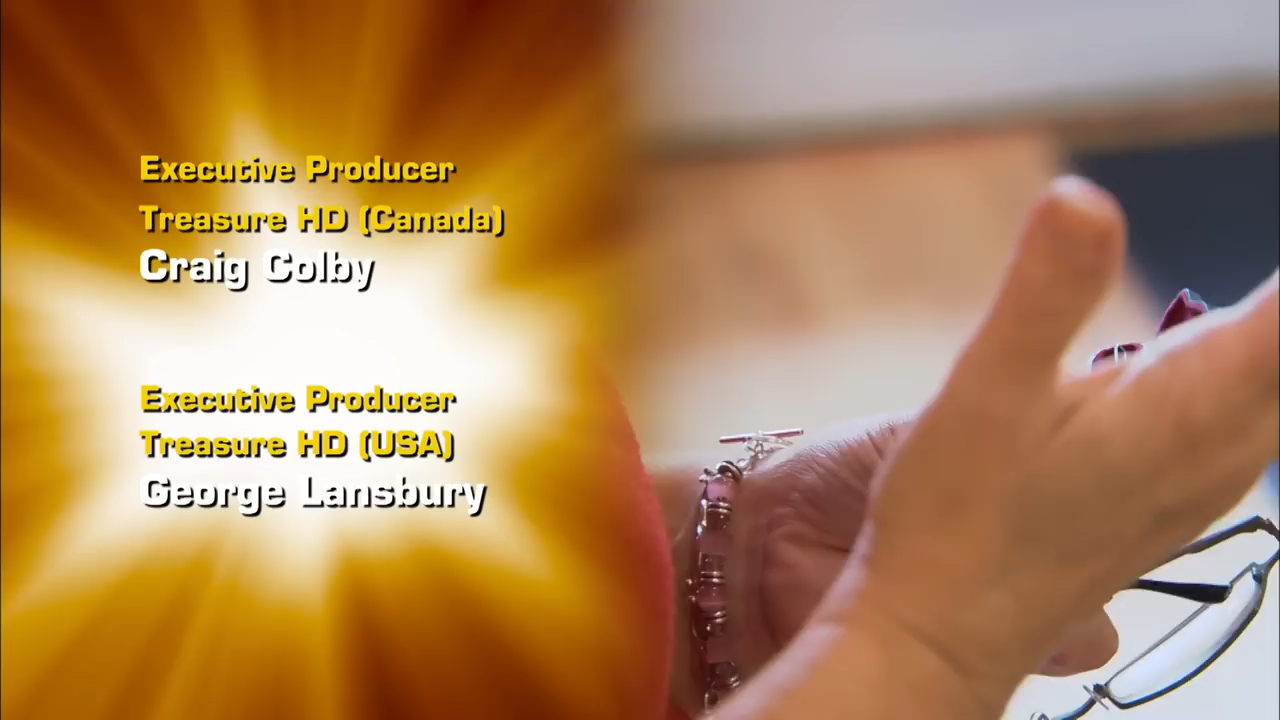 Executive Producer
Treasure HD (Canada)
Craig Colby
Executive Producer
Treasure HD (USA)
George Lansbury